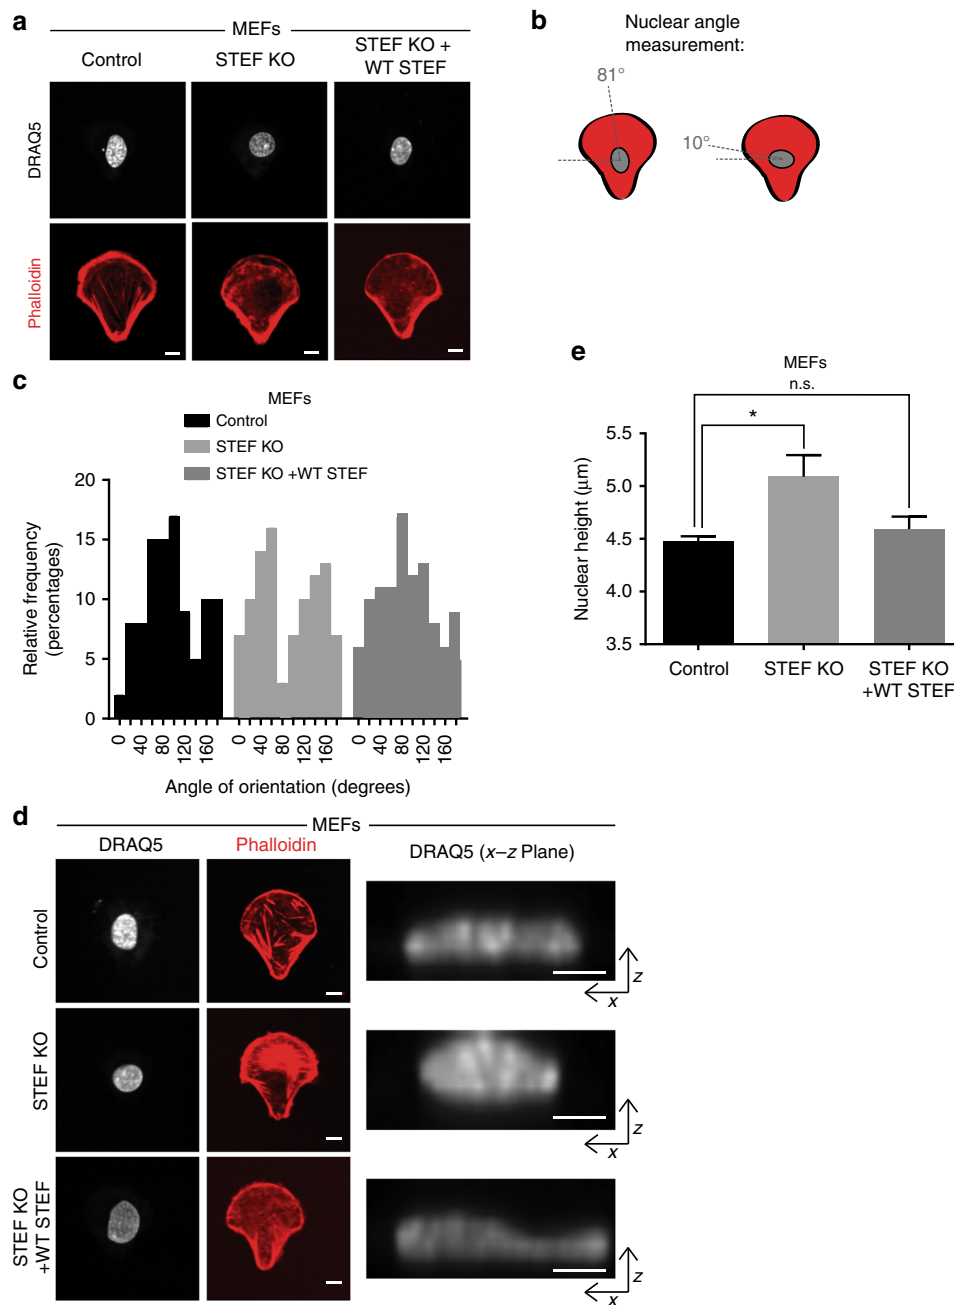 a
MEFs
Control
STEF KO
STEF KO +
WT STEF
DRAQ5
Phalloidin
b
Nuclear angle
measurement:
81°
10°
c
MEFs
Control
STEF KO
STEF KO +WT STEF
Relative frequency
(percentages)
20
15
10
5
0
0 40 80 120 160 0 40 80 120 160 0 40 80 120 160
Angle of orientation (degrees)
e
MEFs
n.s.
*
Nuclear height (μm)
5.5
5.0
4.5
4.0
3.5
Control
STEF KO
STEF KO
+WT STEF
d
MEFs
DRAQ5
Phalloidin
DRAQ5 (x–z Plane)
Control
z
x
STEF KO
z
x
STEF KO
+WT STEF
z
x